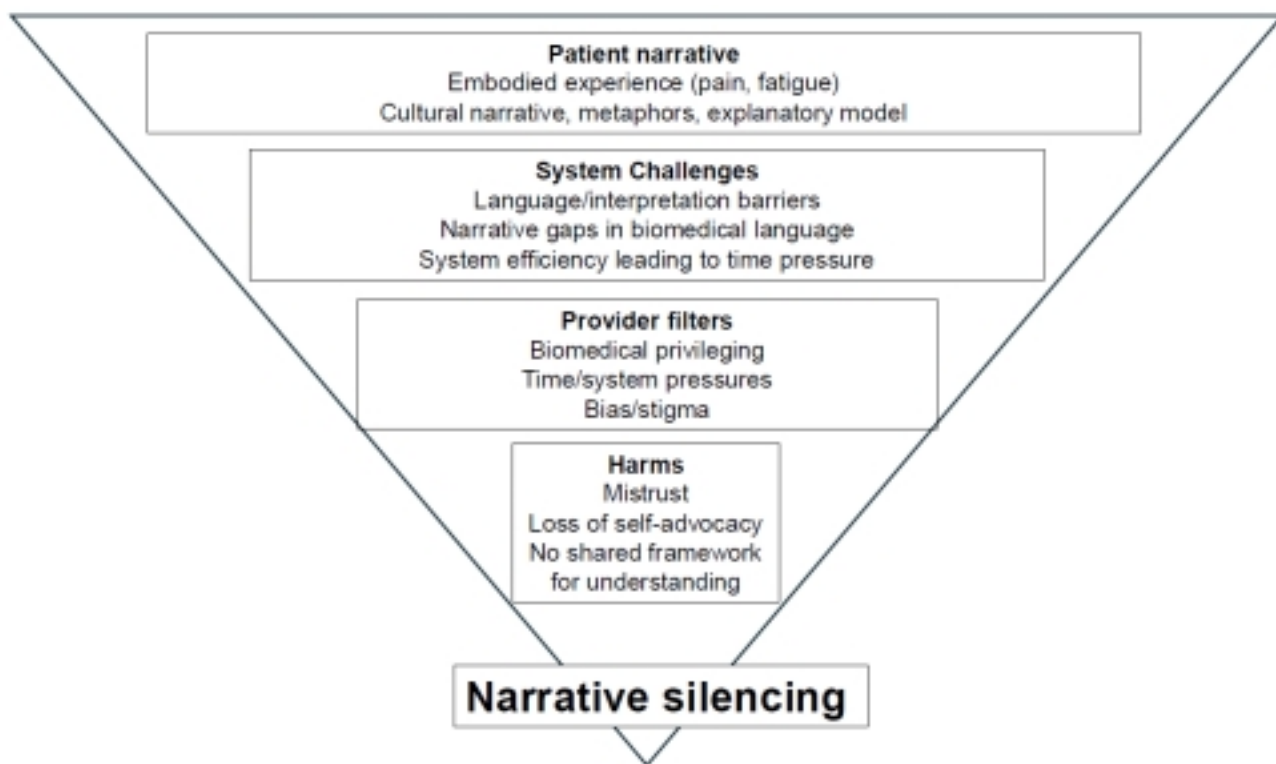 Patient narrative
Embodied experience (pain, fatigue)
Cultural narrative, metaphors, explanatory model
System Challenges
Language/interpretation barriers
Narrative gaps in biomedical language
System efficiency leading to time pressure
Provider filters
Biomedical privileging
Time/system pressures
Bias/stigma
Harms
Mistrust
Loss of self-advocacy
No shared framework
for understanding
Narrative silencing